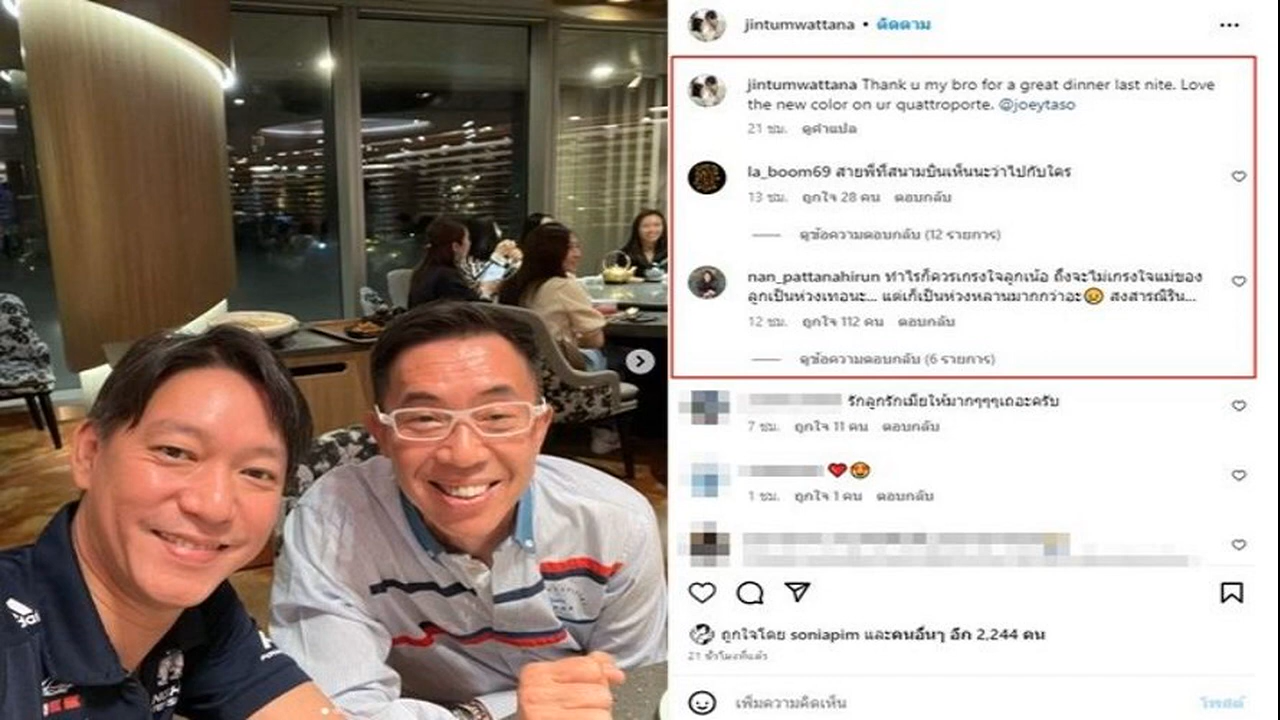 jintumwattana • ติดตาม
jintumwattana Thank u my bro for a great dinner last nite. Love
the new color on ur quattroporte. @joeytaso
21 ชม. ดูคำแปล
la_boom69 สายพี่ที่สนามบินเห็นนะว่าไปกับใคร
13 ชม. ถูกใจ 28 คน ตอบกลับ
ดูข้อความตอบกลับ (12 รายการ)
nan_pattanahirun ทำไรก็ควรเกรงใจลูกเน้อ ถึงจะไม่เกรงใจแม่ของ
ลูกเป็นห่วงเทอนะ... แต่เก็เป็นห่วงหลานมากกว่าอะ😣 สงสารณิริน...
12 ชม. ถูกใจ 112 คน ตอบกลับ
ดูข้อความตอบกลับ (6 รายการ)
รักลูกรักเมียให้มากๆๆๆเถอะครับ
7 ชม. ถูกใจ 11 คน ตอบกลับ
❤️😍
1 ชม. ถูกใจ 1 คน ตอบกลับ
ถูกใจโดย soniapim และคนอื่นๆ อีก 2,244 คน
21 ชั่วโมงที่แล้ว
เพิ่มความคิดเห็น
โพสต์